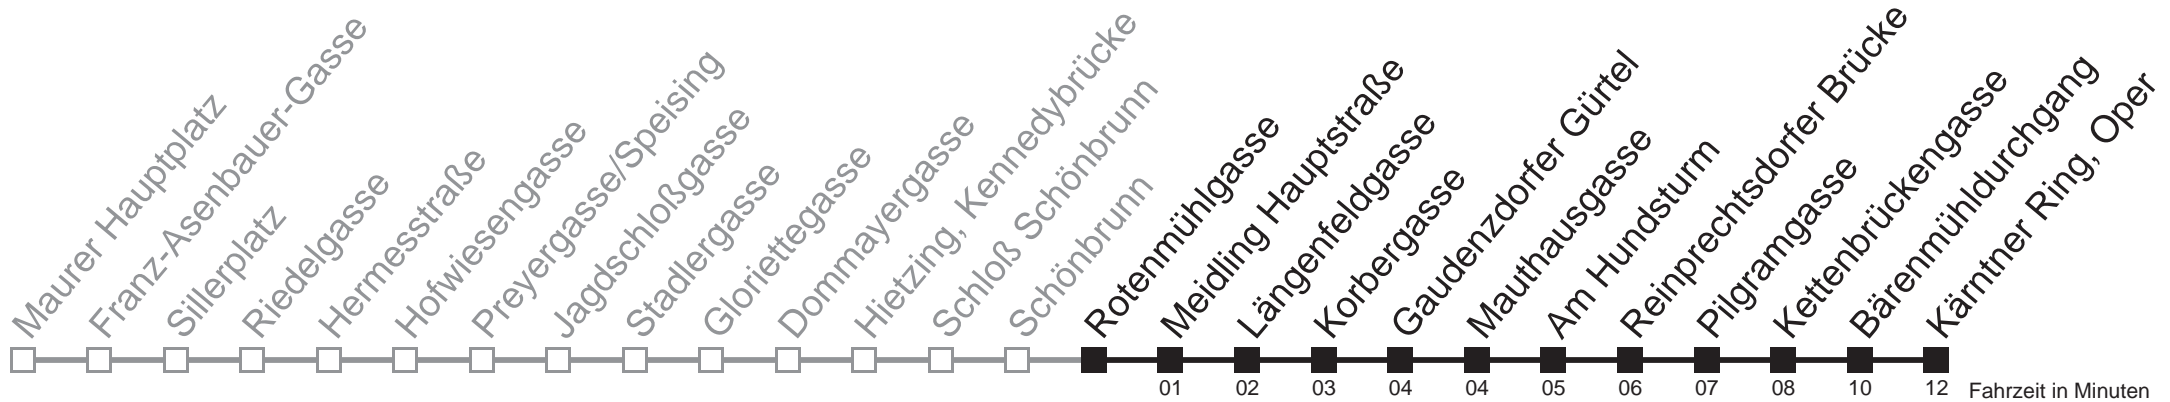 Maurer Hauptplatz
Franz-Asenbauer-Gasse
Sillerplatz
Riedelgasse
Hermesstraße
Hofwiesengasse
Preyergasse/Speising
Jagdschloßgasse
Stadlergasse
Gloriettegasse
Dommayergasse
Hietzing, Kennedybrücke
Schloß Schönbrunn
Schönbrunn
Rotenmühlgasse
Meidling Hauptstraße
Längenfeldgasse
Korbergasse
Gaudenzdorfer Gürtel
Mauthausgasse
Am Hundsturm
Reinprechtsdorfer Brücke
Pilgramgasse
Kettenbrückengasse
Bärenmühldurchgang
Kärntner Ring, Oper
01 02 03 04 04 05 06 07 08 10 12 Fahrzeit in Minuten